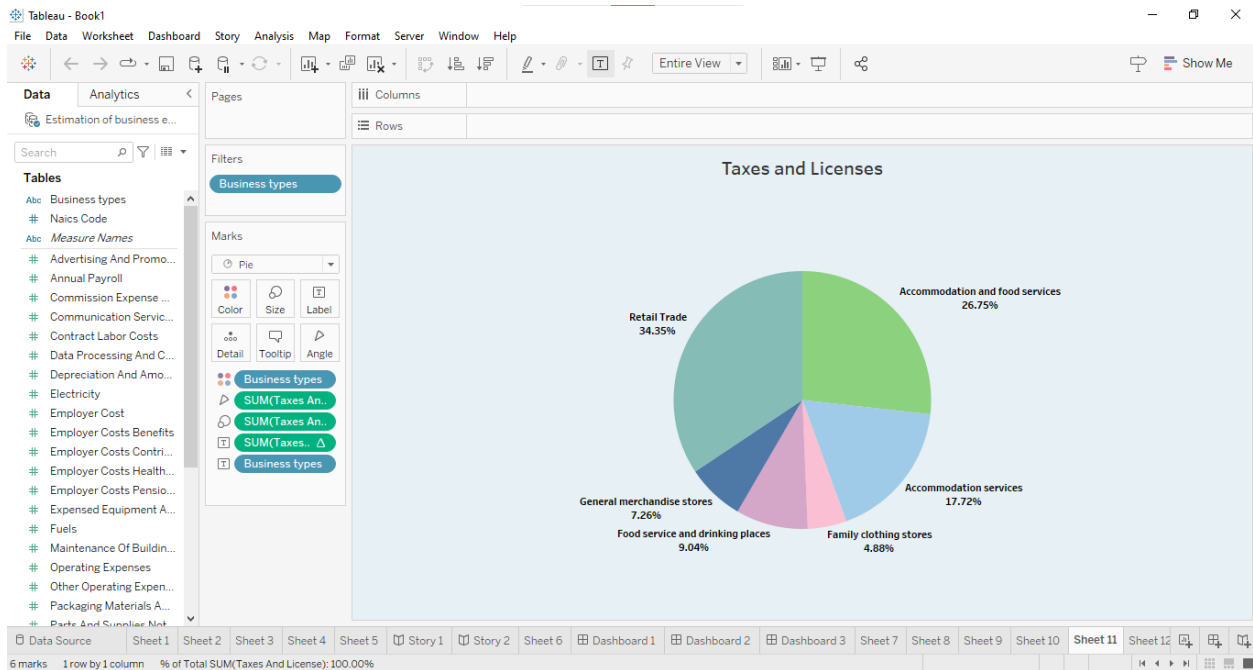 Tableau - Book1
File Data Worksheet Dashboard Story Analysis Map Format Server Window Help
Entire View
Show Me
Data Analytics
Estimation of business e...
Search
Tables
Abc Business types
# Naics Code
Abc Measure Names
# Advertising And Promo...
# Annual Payroll
# Commission Expense ...
# Communication Servic...
# Contract Labor Costs
# Data Processing And C...
# Depreciation And Amo...
# Electricity
# Employer Cost
# Employer Costs Benefits
# Employer Costs Contri...
# Employer Costs Health...
# Employer Costs Pensio...
# Expensed Equipment A...
# Fuels
# Maintenance Of Buildin...
# Operating Expenses
# Other Operating Expen...
# Packaging Materials A...
# Parts And Supplies Not
Pages
Filters
Business types
Marks
Pie
Color Size Label
Detail Tooltip Angle
Business types
SUM(Taxes An..
SUM(Taxes An..
SUM(Taxes.. △
Business types
iii Columns
Rows
Taxes and Licenses
Accommodation and food services
26.75%
Retail Trade
34.35%
Accommodation services
17.72%
General merchandise stores
7.26%
Food service and drinking places
9.04%
Family clothing stores
4.88%
Data Source Sheet 1 Sheet 2 Sheet 3 Sheet 4 Sheet 5 Story 1 Story 2 Sheet 6 Dashboard 1 Dashboard 2 Dashboard 3 Sheet 7 Sheet 8 Sheet 9 Sheet 10 Sheet 11 Sheet 12
6 marks 1 row by 1 column % of Total SUM(Taxes And License): 100.00%